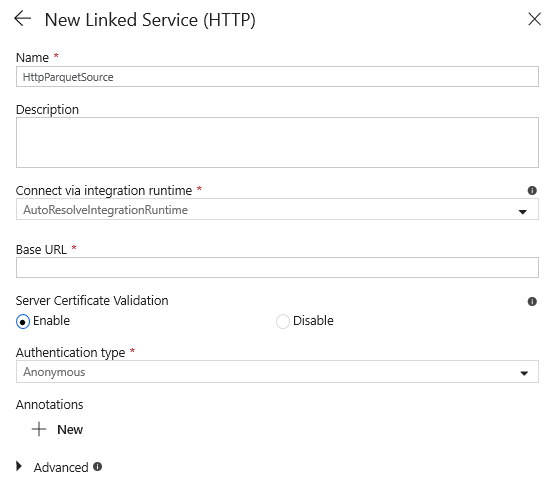 New Linked Service (HTTP)
Name *
HttpParquetSource
Description
Connect via integration runtime *
AutoResolveIntegrationRuntime
Base URL *
Server Certificate Validation
Enable Disable
Authentication type *
Anonymous
Annotations
New
Advanced